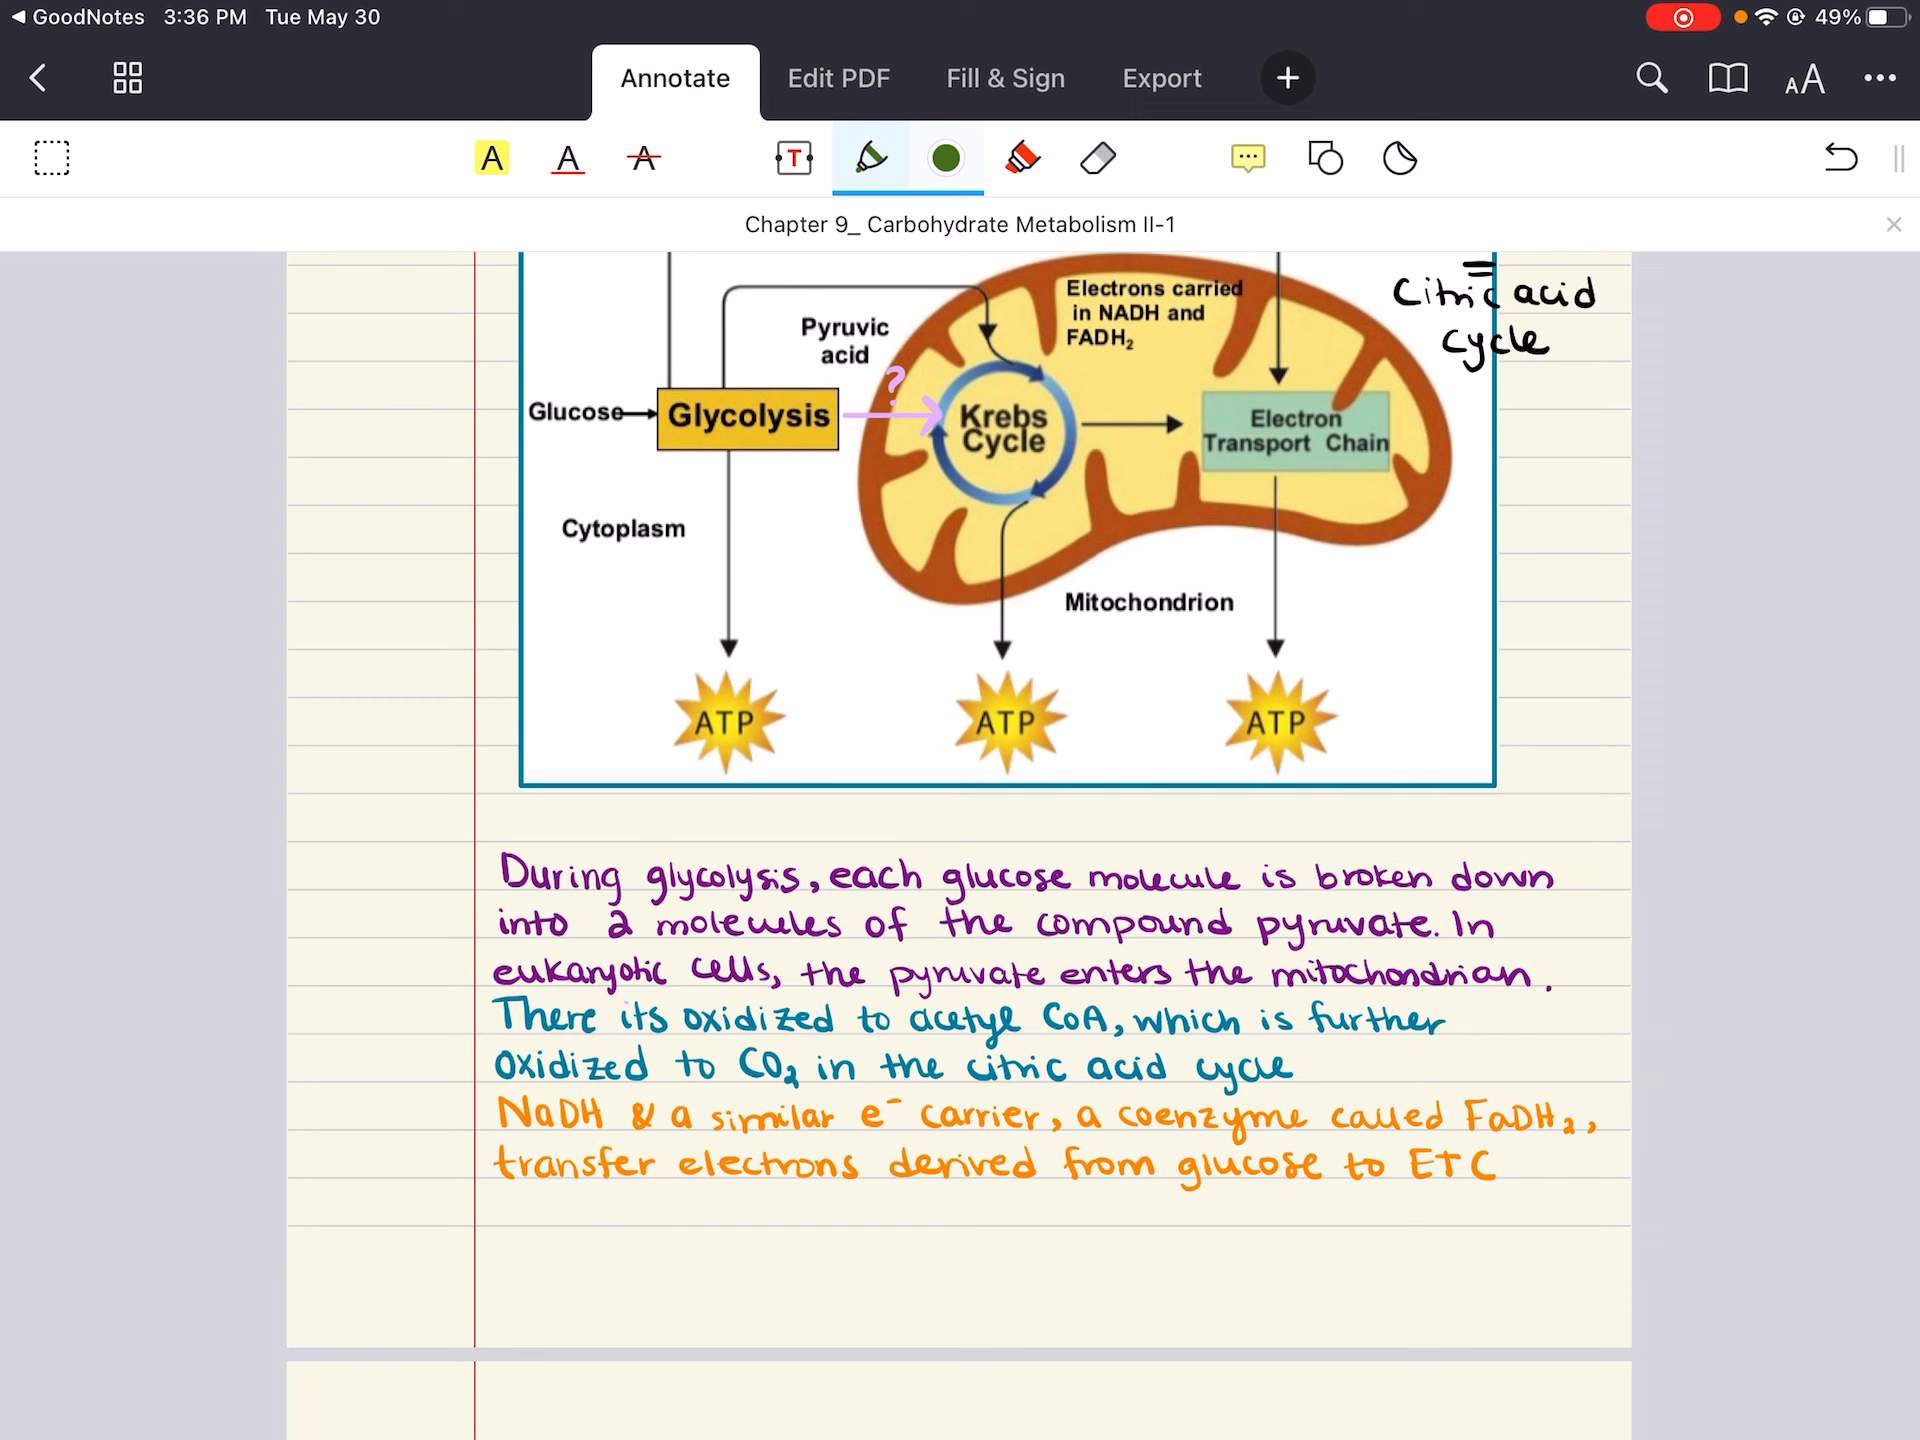 GoodNotes 3:36 PM Tue May 30 49%
Annotate Edit PDF Fill & Sign Export
A A A T
Chapter 9_ Carbohydrate Metabolism II-1
Citric acid
cycle
Electrons carried
in NADH and
FADH₂
Pyruvic
acid
?
Glucose
Glycolysis
Krebs
Cycle
Electron
Transport Chain
Cytoplasm
Mitochondrion
ATP ATP ATP
During glycolysis, each glucose molecule is broken down
into 2 molecules of the compound pyruvate. In
eukaryotic cells, the pyruvate enters the mitochondrian.
There its oxidized to acetyl CoA, which is further
oxidized to CO₂ in the citric acid cycle
NaDH & a similar e⁻ carrier, a coenzyme called FaDH₂,
transfer electrons derived from glucose to ETC